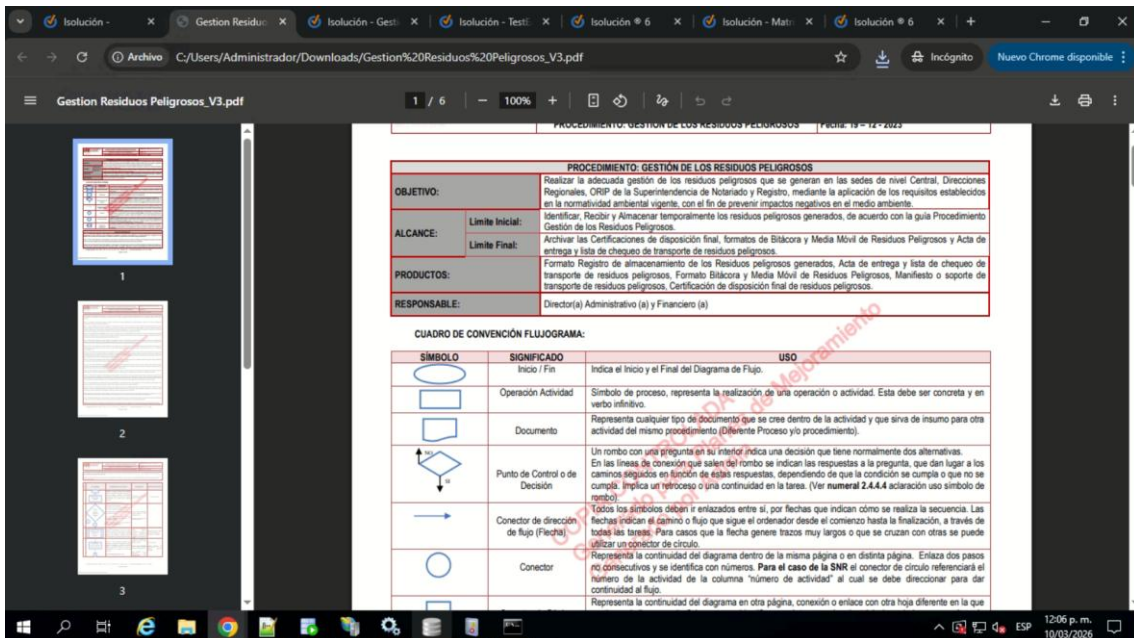 Isolución -
Gestion Residuo
Isolución - Gesti
Isolución - TestE
Isolución ® 6
Isolución - Matr
Isolución ® 6
Archivo
C:/Users/Administrador/Downloads/Gestion%20Residuos%20Peligrosos_V3.pdf
Incógnito
Nuevo Chrome disponible
Gestion Residuos Peligrosos_V3.pdf
1 / 6
100%
PROCEDIMIENTO: GESTION DE LOS RESIDUOS PELIGROSOS
Fecha: 19 – 12 - 2023
PROCEDIMIENTO: GESTIÓN DE LOS RESIDUOS PELIGROSOS
OBJETIVO:
Realizar la adecuada gestión de los residuos peligrosos que se generan en las sedes de nivel Central, Direcciones
Regionales, ORIP de la Superintendencia de Notariado y Registro, mediante la aplicación de los requisitos establecidos
en la normatividad ambiental vigente, con el fin de prevenir impactos negativos en el medio ambiente.
ALCANCE:
Limite Inicial:
Identificar, Recibir y Almacenar temporalmente los residuos peligrosos generados, de acuerdo con la guía Procedimiento
Gestión de los Residuos Peligrosos.
Limite Final:
Archivar las Certificaciones de disposición final, formatos de Bitácora y Media Móvil de Residuos Peligrosos y Acta de
entrega y lista de chequeo de transporte de residuos peligrosos.
PRODUCTOS:
Formato Registro de almacenamiento de los Residuos peligrosos generados, Acta de entrega y lista de chequeo de
transporte de residuos peligrosos, Formato Bitácora y Media Móvil de Residuos Peligrosos, Manifiesto o soporte de
transporte de residuos peligrosos, Certificación de disposición final de residuos peligrosos.
RESPONSABLE:
Director(a) Administrativo (a) y Financiero (a)
CUADRO DE CONVENCIÓN FLUJOGRAMA:
SÍMBOLO
SIGNIFICADO
USO
Inicio / Fin
Indica el Inicio y el Final del Diagrama de Flujo.
Operación Actividad
Símbolo de proceso, representa la realización de una operación o actividad. Esta debe ser concreta y en
verbo infinitivo.
Documento
Representa cualquier tipo de documento que se cree dentro de la actividad y que sirva de insumo para otra
actividad del mismo procedimiento (Diferente Proceso y/o procedimiento).
NO
SI
Punto de Control o de
Decisión
Un rombo con una pregunta en su interior indica una decisión que tiene normalmente dos alternativas.
En las líneas de conexión que salen del rombo se indican las respuestas a la pregunta, que dan lugar a los
caminos seguidos en función de éstas respuestas, dependiendo de que la condición se cumpla o que no se
cumpla. Implica un retroceso o una continuidad en la tarea. (Ver numeral 2.4.4.4 aclaración uso símbolo de
rombo)
Conector de dirección
de flujo (Flecha)
Todos los símbolos deben ir enlazados entre sí, por flechas que indican cómo se realiza la secuencia. Las
flechas indican el camino o flujo que sigue el ordenador desde el comienzo hasta la finalización, a través de
todas las tareas. Para casos que la flecha genere trazos muy largos o que se cruzan con otras se puede
utilizar un conector de círculo.
Conector
Representa la continuidad del diagrama dentro de la misma página o en distinta página. Enlaza dos pasos
no consecutivos y se identifica con números. Para el caso de la SNR el conector de círculo referenciará el
número de la actividad de la columna "número de actividad" al cual se debe direccionar para dar
continuidad al flujo.
Representa la continuidad del diagrama en otra página, conexión o enlace con otra hoja diferente en la que
1
2
3
ESP
12:06 p. m.
10/03/2026